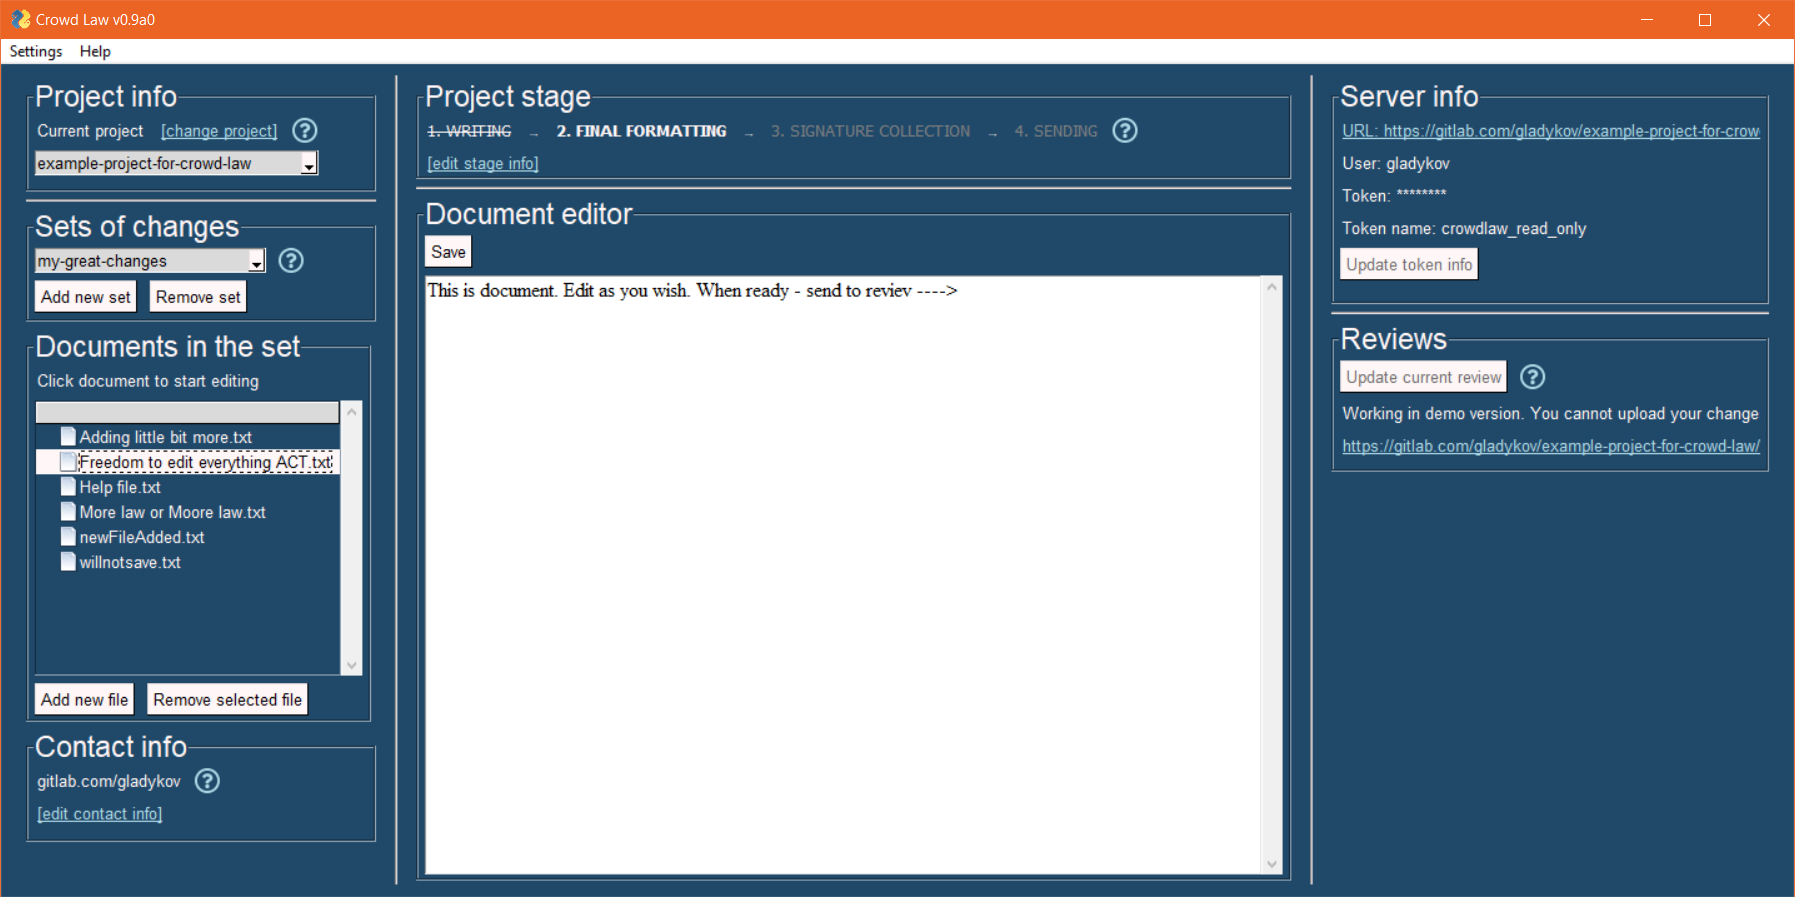 Crowd Law v0.9a0
Settings Help
Project info
Current project [change project]
example-project-for-crowd-law
Sets of changes
my-great-changes
Add new set Remove set
Documents in the set
Click document to start editing
Adding little bit more.txt
Freedom to edit everything ACT.txt
Help file.txt
More law or Moore law.txt
newFileAdded.txt
willnotsave.txt
Add new file Remove selected file
Contact info
gitlab.com/gladykov
[edit contact info]
Project stage
1. WRITING → 2. FINAL FORMATTING → 3. SIGNATURE COLLECTION → 4. SENDING
[edit stage info]
Document editor
Save
This is document. Edit as you wish. When ready - send to reviev ---->
Server info
URL: https://gitlab.com/gladykov/example-project-for-crow
User: gladykov
Token: ********
Token name: crowdlaw_read_only
Update token info
Reviews
Update current review
Working in demo version. You cannot upload your change
https://gitlab.com/gladykov/example-project-for-crowd-law/